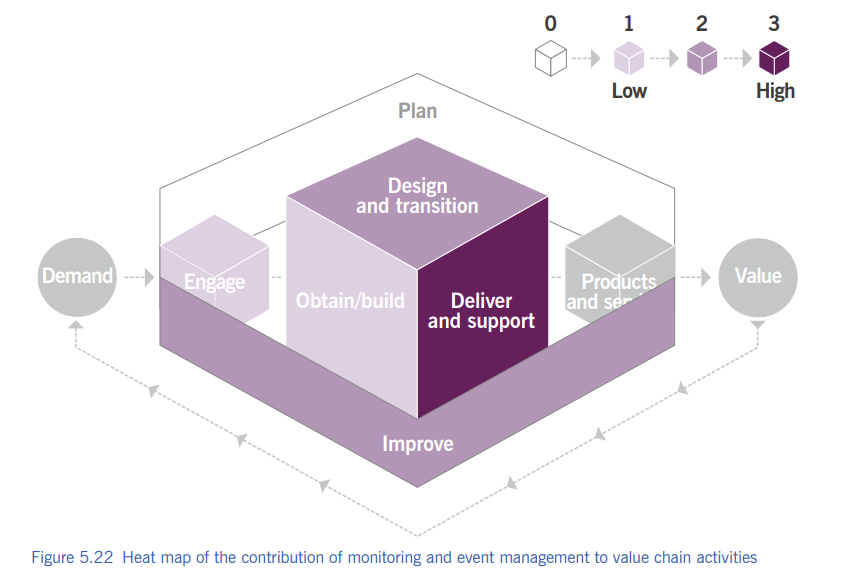 0 1 2 3
Low High
Plan
Design
and transition
Demand
Engage
Obtain/build
Deliver
and support
Products
and
Value
Improve
Figure 5.22 Heat map of the contribution of monitoring and event management to value chain activities